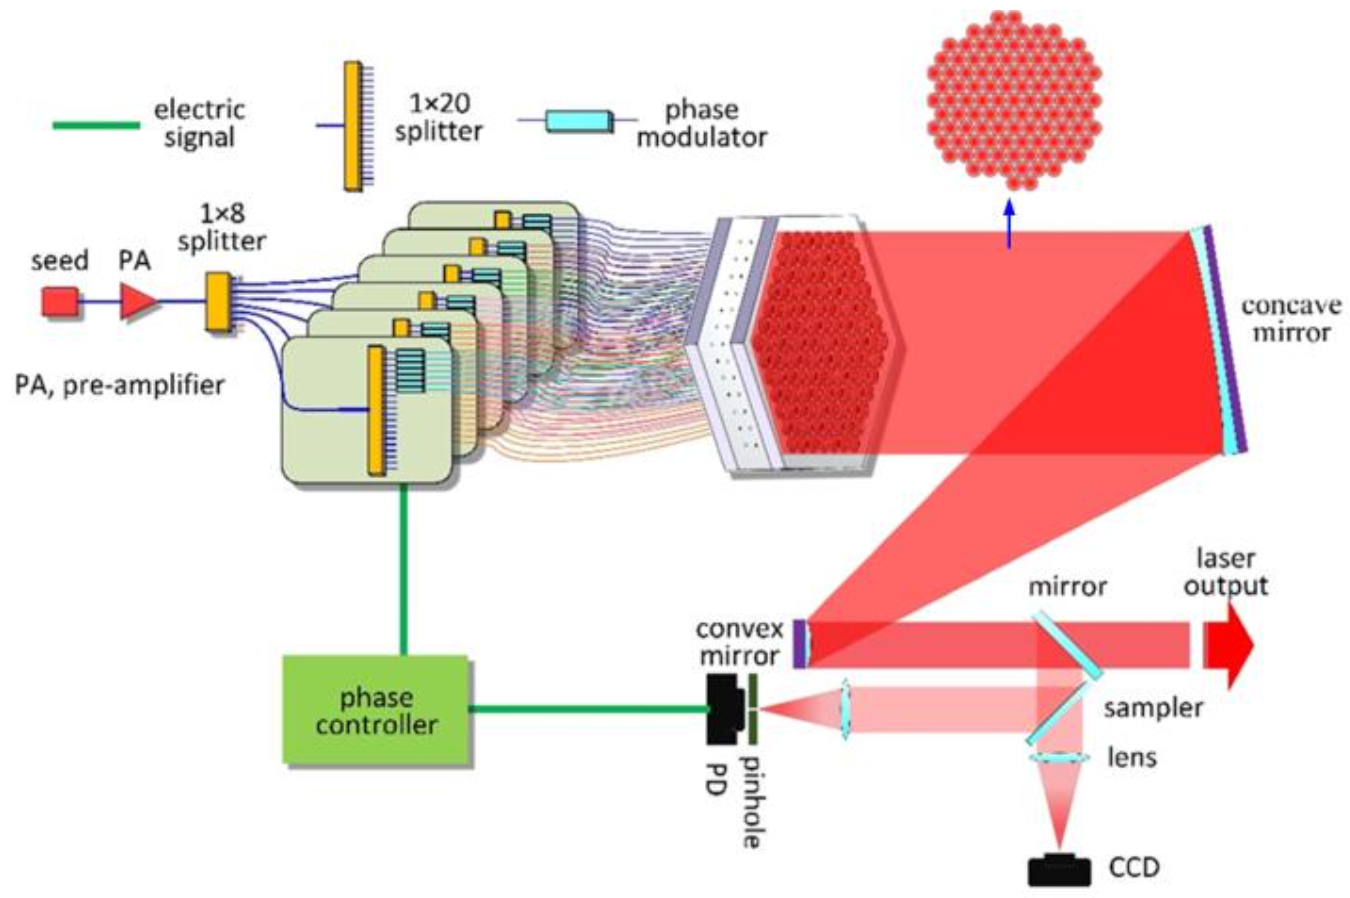 electric
signal
1×20
splitter
phase
modulator
1×8
splitter
seed
PA
PA, pre-amplifier
concave
mirror
laser
output
mirror
convex
mirror
sampler
phase
controller
lens
PD
pinhole
CCD